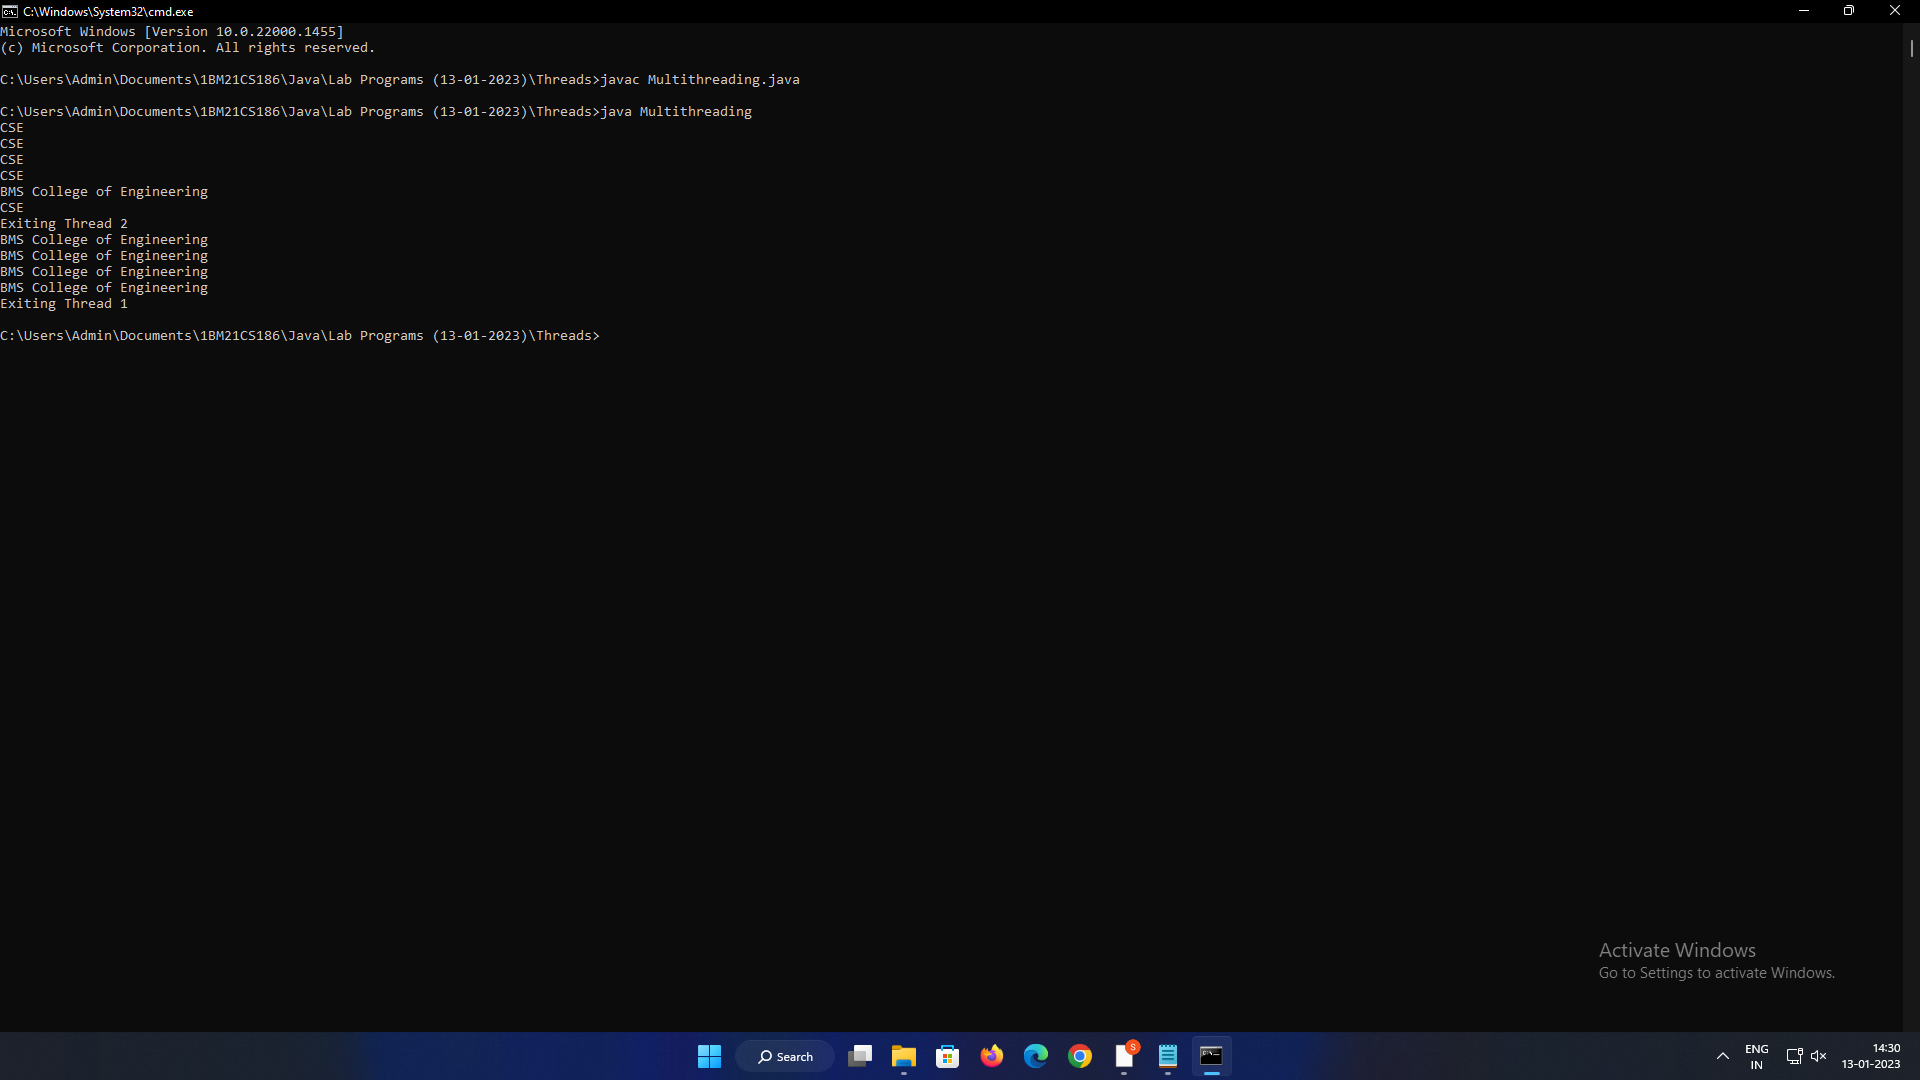 C:\Windows\System32\cmd.exe
Microsoft Windows [Version 10.0.22000.1455]
(c) Microsoft Corporation. All rights reserved.
C:\Users\Admin\Documents\1BM21CS186\Java\Lab Programs (13-01-2023)\Threads>javac Multithreading.java
C:\Users\Admin\Documents\1BM21CS186\Java\Lab Programs (13-01-2023)\Threads>java Multithreading
CSE
CSE
CSE
CSE
BMS College of Engineering
CSE
Exiting Thread 2
BMS College of Engineering
BMS College of Engineering
BMS College of Engineering
BMS College of Engineering
Exiting Thread 1
C:\Users\Admin\Documents\1BM21CS186\Java\Lab Programs (13-01-2023)\Threads>
Activate Windows
Go to Settings to activate Windows.
Search
S
ENG
IN
14:30
13-01-2023